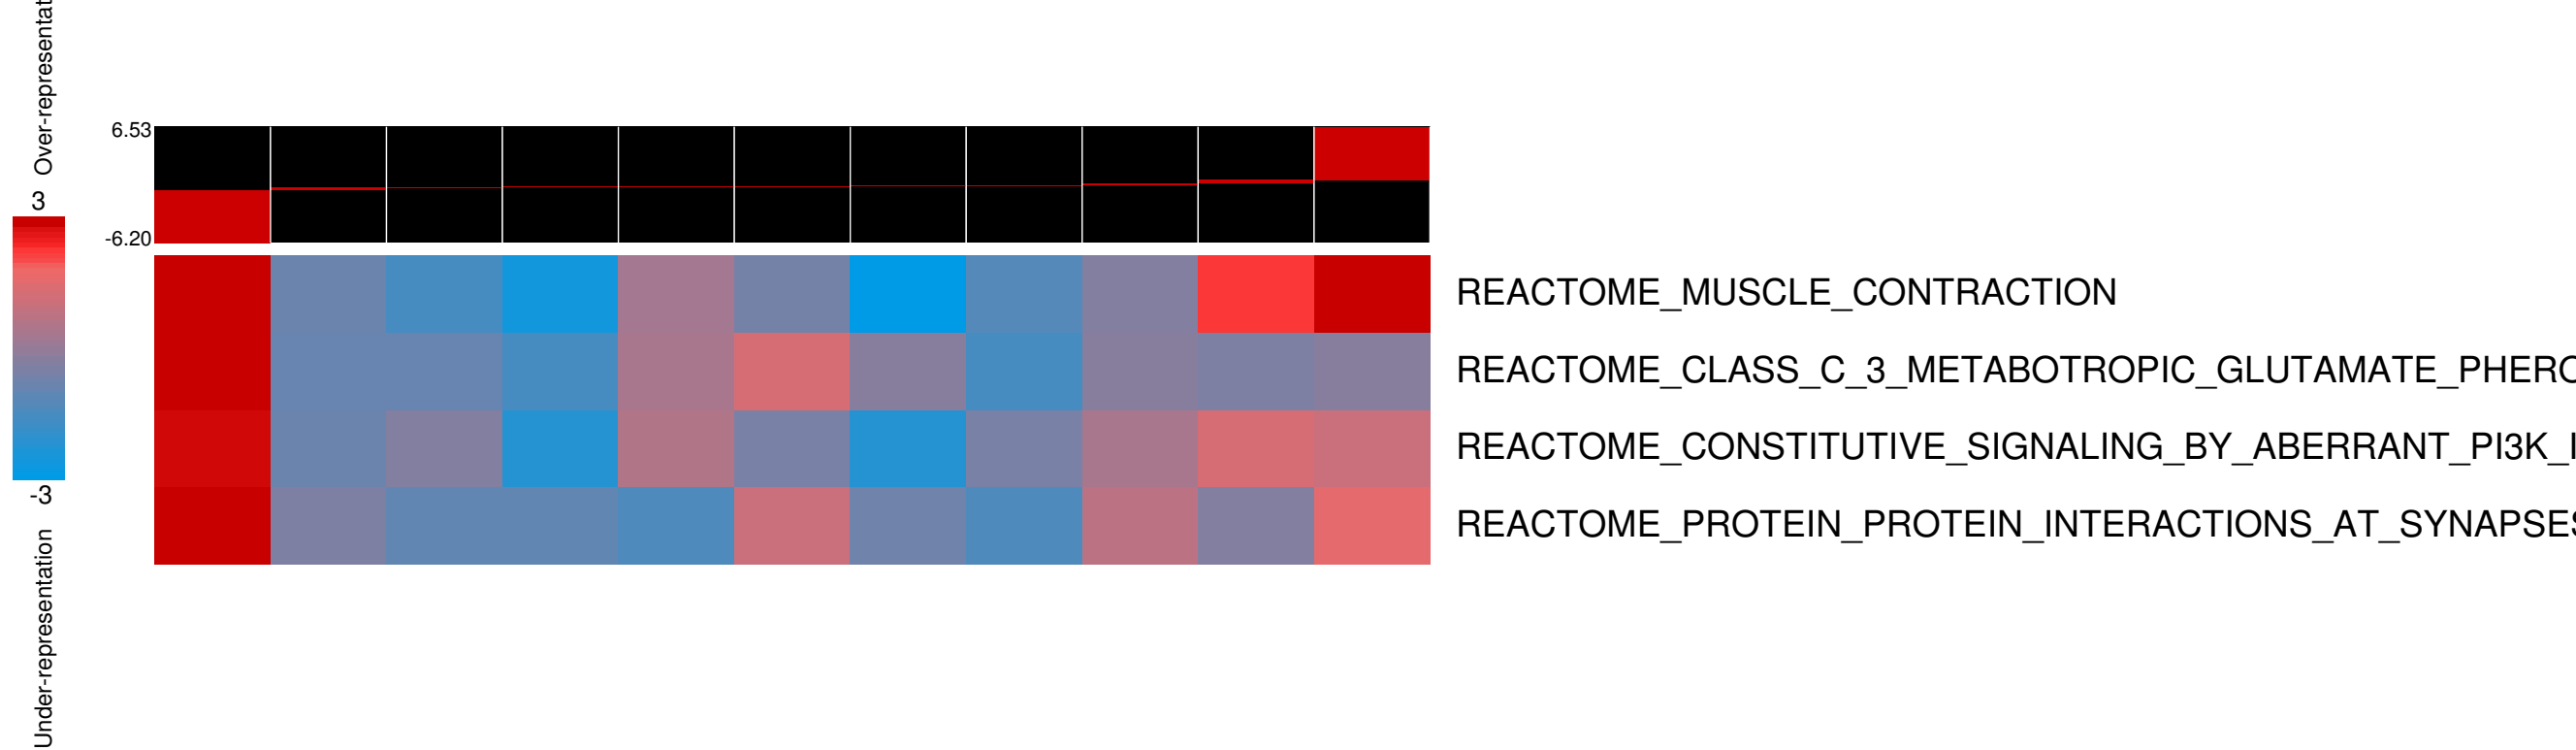 Over-representat
6.53
3
-6.20
REACTOME_MUSCLE_CONTRACTION
REACTOME_CLASS_C_3_METABOTROPIC_GLUTAMATE_PHERO
REACTOME_CONSTITUTIVE_SIGNALING_BY_ABERRANT_PI3K_I
-3
REACTOME_PROTEIN_PROTEIN_INTERACTIONS_AT_SYNAPSES
Under-representation